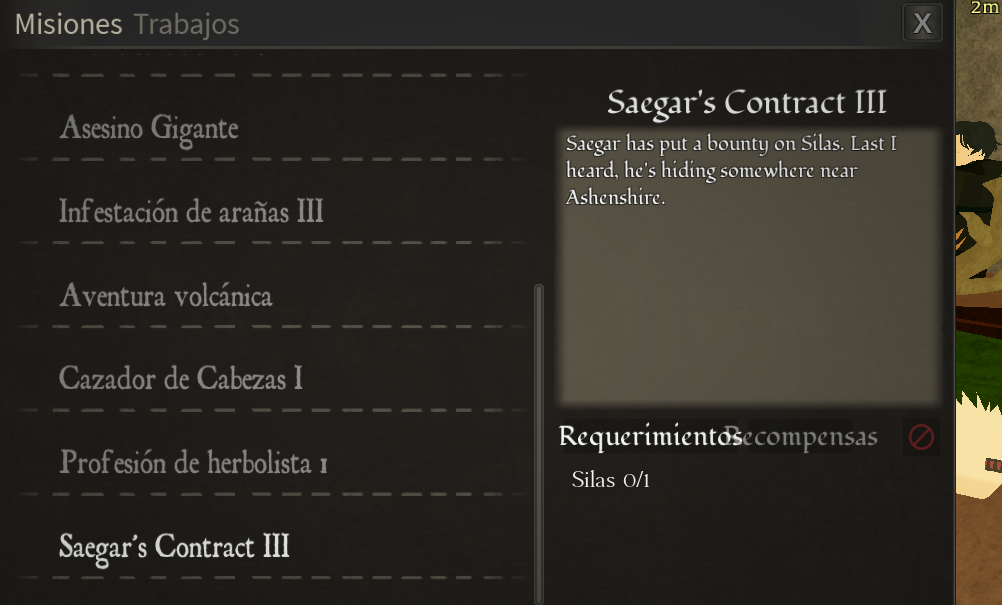 Misiones Trabajos
X
2m
Asesino Gigante
Infestación de arañas III
Aventura volcánica
Cazador de Cabezas I
Profesión de herbolista 1
Saegar's Contract III
Saegar's Contract III
Saegar has put a bounty on Silas. Last I
heard, he's hiding somewhere near
Ashenshire.
Requerimientos Recompensas
Silas 0/1